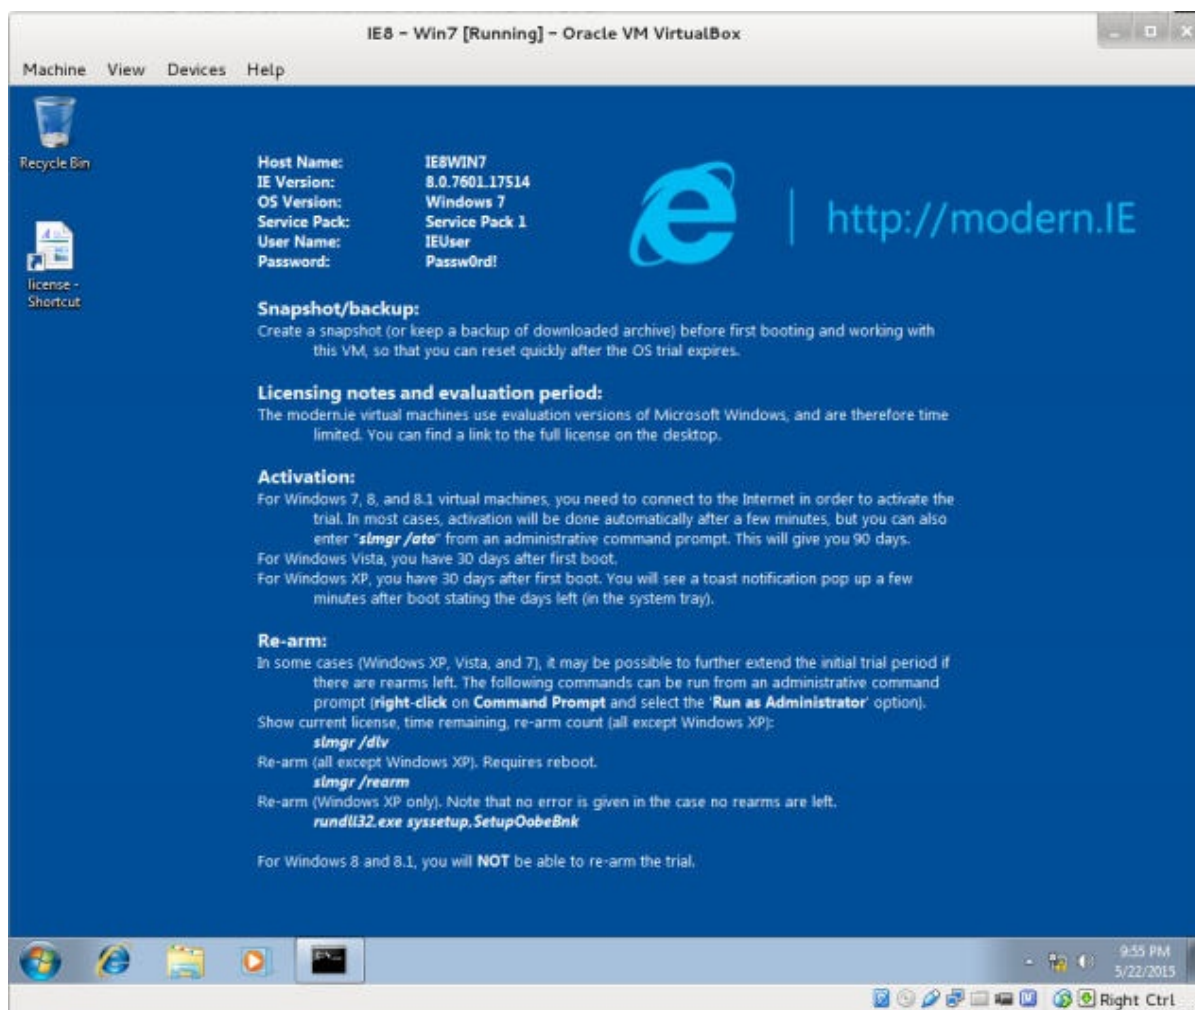 IE8 - Win7 [Running] - Oracle VM VirtualBox
Machine View Devices Help
Recycle Bin
license -
Shortcut
Host Name: IE8WIN7
IE Version: 8.0.7601.17514
OS Version: Windows 7
Service Pack: Service Pack 1
User Name: IEUser
Password: Passw0rd!
http://modern.IE
Snapshot/backup:
Create a snapshot (or keep a backup of downloaded archive) before first booting and working with
this VM, so that you can reset quickly after the OS trial expires.
Licensing notes and evaluation period:
The modern.ie virtual machines use evaluation versions of Microsoft Windows, and are therefore time
limited. You can find a link to the full license on the desktop.
Activation:
For Windows 7, 8, and 8.1 virtual machines, you need to connect to the Internet in order to activate the
trial. In most cases, activation will be done automatically after a few minutes, but you can also
enter "slmgr /ato" from an administrative command prompt. This will give you 90 days.
For Windows Vista, you have 30 days after first boot.
For Windows XP, you have 30 days after first boot. You will see a toast notification pop up a few
minutes after boot stating the days left (in the system tray).
Re-arm:
In some cases (Windows XP, Vista, and 7), it may be possible to further extend the initial trial period if
there are rearms left. The following commands can be run from an administrative command
prompt (right-click on Command Prompt and select the 'Run as Administrator' option).
Show current license, time remaining, re-arm count (all except Windows XP):
slmgr /dlv
Re-arm (all except Windows XP). Requires reboot.
slmgr /rearm
Re-arm (Windows XP only). Note that no error is given in the case no rearms are left.
rundll32.exe syssetup,SetupOobeBnk
For Windows 8 and 8.1, you will NOT be able to re-arm the trial.
9:55 PM
5/22/2015
Right Ctrl